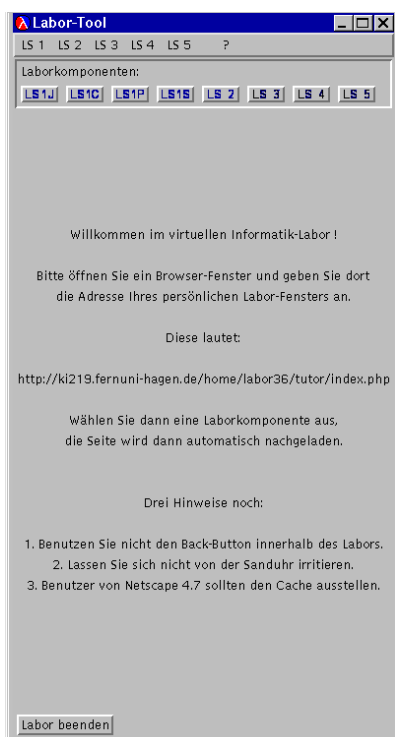 Labor-Tool
LS 1 LS 2 LS 3 LS 4 LS 5 ?
Laborkomponenten:
LS1J LS1C LS1P LS1S LS 2 LS 3 LS 4 LS 5
Willkommen im virtuellen Informatik-Labor !
Bitte öffnen Sie ein Browser-Fenster und geben Sie dort
die Adresse Ihres persönlichen Labor-Fensters an.
Diese lautet:
http://ki219.fernuni-hagen.de/home/labor36/tutor/index.php
Wählen Sie dann eine Laborkomponente aus,
die Seite wird dann automatisch nachgeladen.
Drei Hinweise noch:
1. Benutzen Sie nicht den Back-Button innerhalb des Labors.
2. Lassen Sie sich nicht von der Sanduhr irritieren.
3. Benutzer von Netscape 4.7 sollten den Cache ausstellen.
Labor beenden